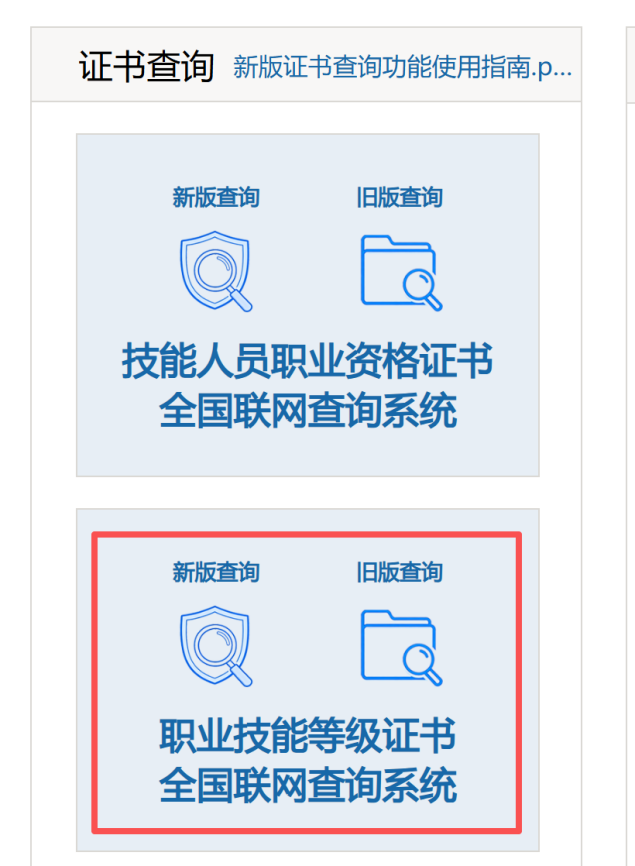 证书查询 新版证书查询功能使用指南.p...
新版查询 旧版查询
技能人员职业资格证书
全国联网查询系统
新版查询 旧版查询
职业技能等级证书
全国联网查询系统